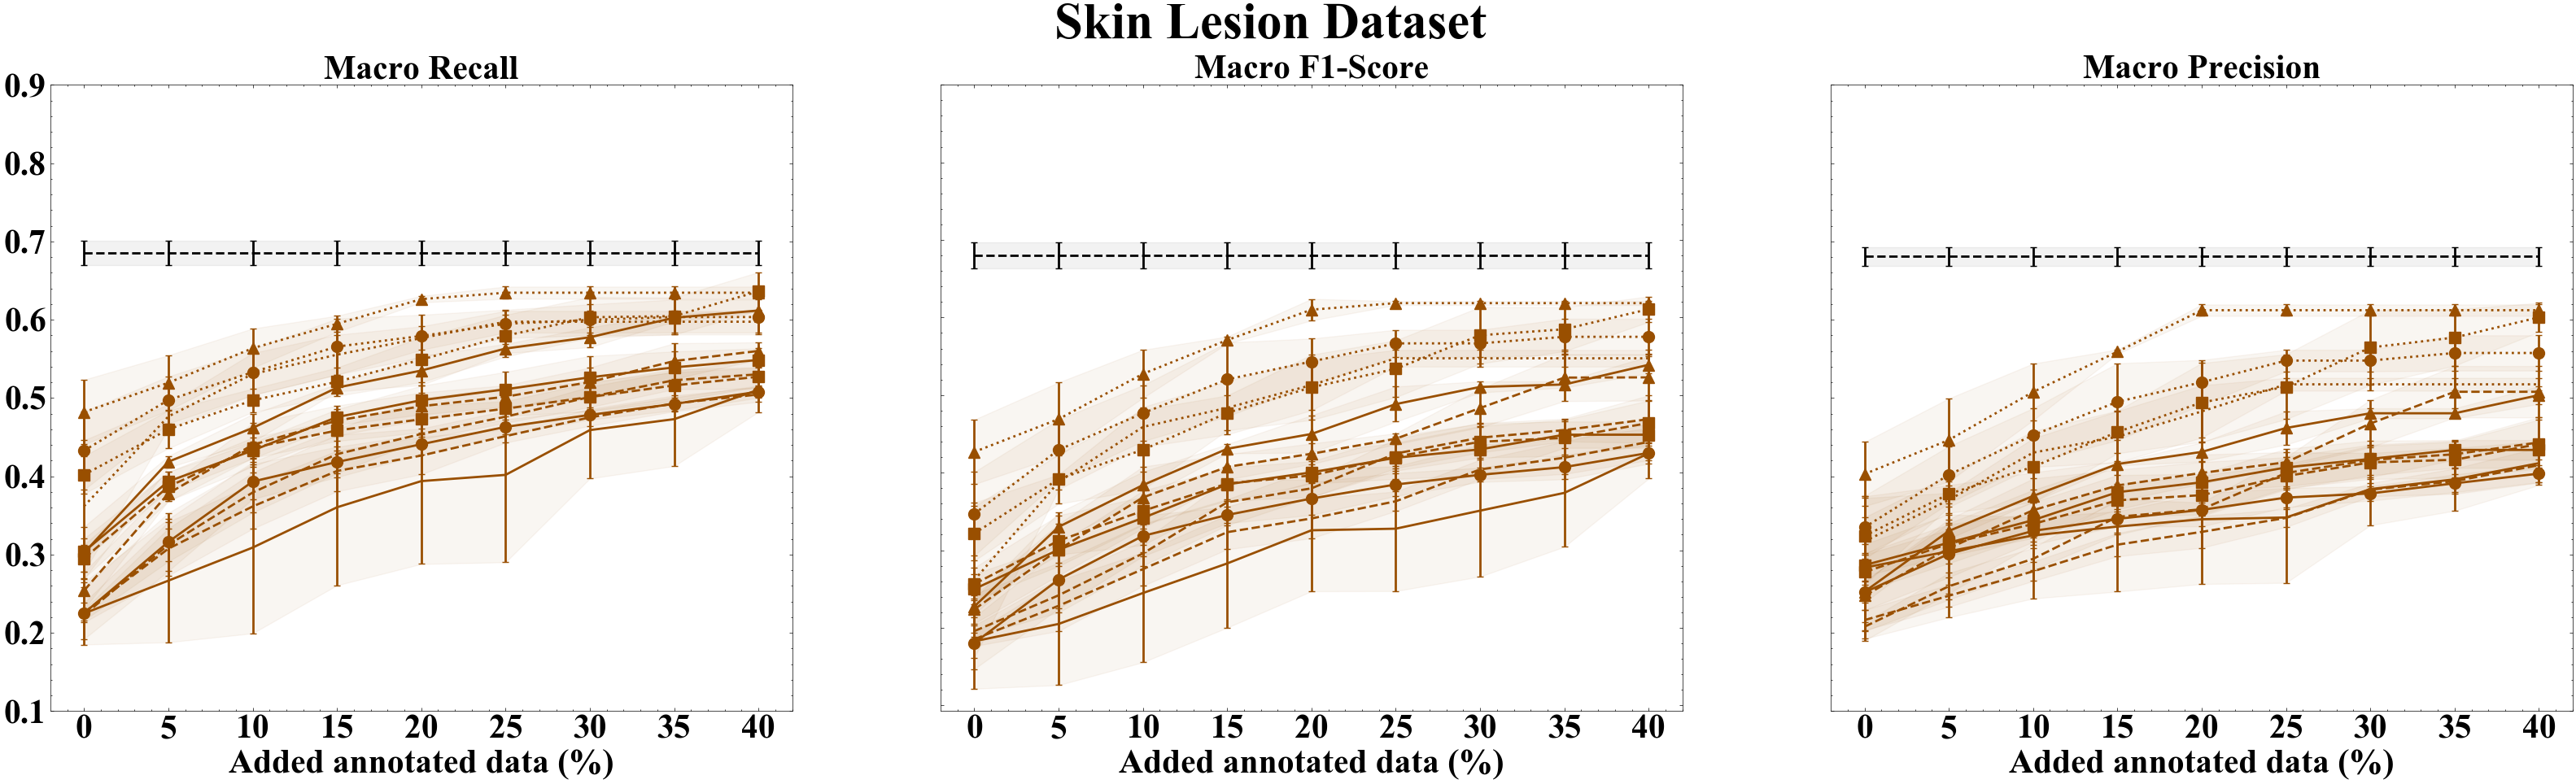 Skin Lesion Dataset
Macro Recall
Macro F1-Score
Macro Precision
0.9
0.8
0.7
0.6
0.5
0.4
0.3
0.2
0.1
0 5 10 15 20 25 30 35 40
0 5 10 15 20 25 30 35 40
0 5 10 15 20 25 30 35 40
Added annotated data (%)
Added annotated data (%)
Added annotated data (%)